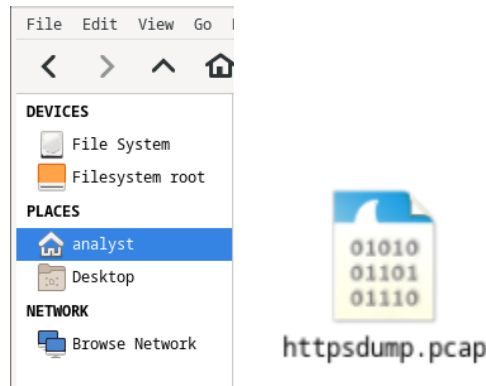 File Edit View Go
DEVICES
File System
Filesystem root
PLACES
analyst
Desktop
NETWORK
Browse Network
01010
01101
01110
httpsdump.pcap